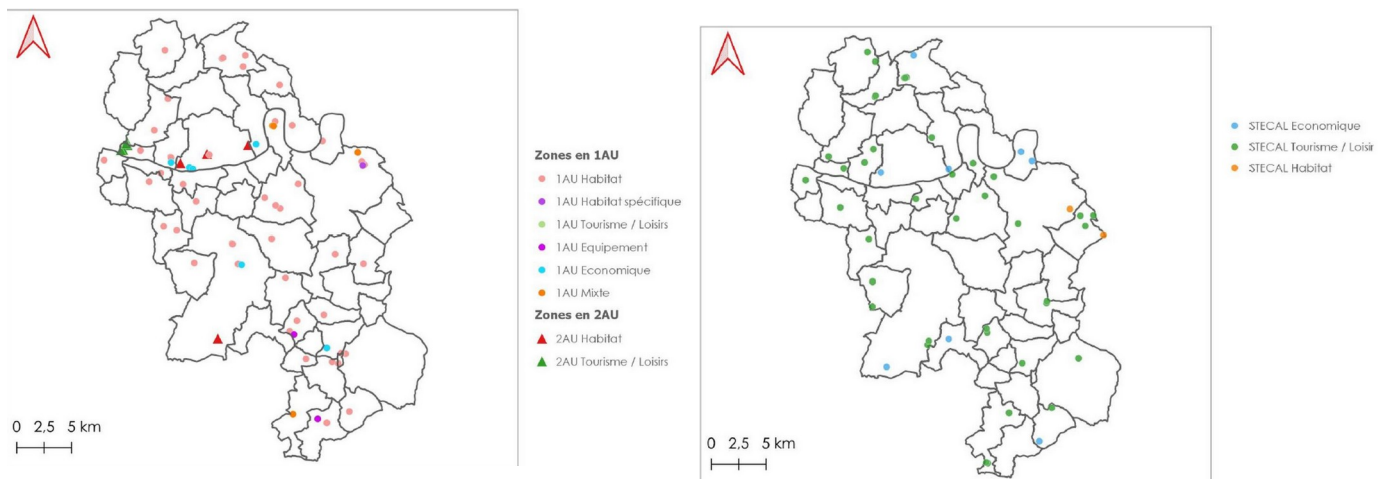 Zones en 1AU
1AU Habitat
1AU Habitat spécifique
1AU Tourisme / Loisirs
1AU Equipement
1AU Economique
1AU Mixte
Zones en 2AU
2AU Habitat
2AU Tourisme / Loisirs
0 2,5 5 km
STECAL Economique
STECAL Tourisme / Loisir
STECAL Habitat
0 2,5 5 km